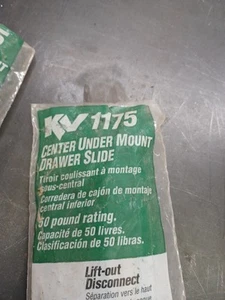 KV 1175
CENTER UNDER MOUNT
DRAWER SLIDE
Tiroir coulissant à montage
sous-central
Corredera de cajón de montaje
central inferior
50 pound rating.
Capacité de 50 livres.
Clasificación de 50 libras.
Lift-out
Disconnect
Séparation vers le haut